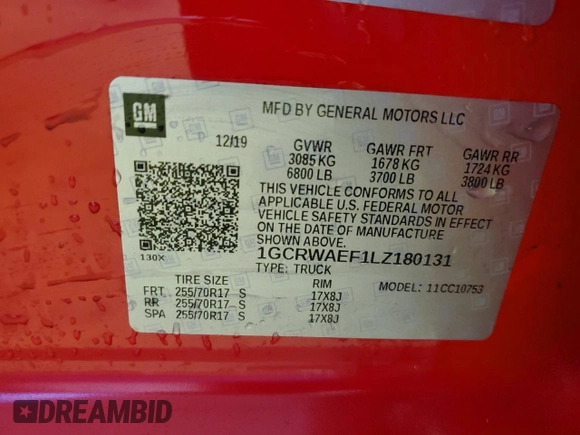 GM
MFD BY GENERAL MOTORS LLC
12/19
GVWR GAWR FRT GAWR RR
3085 KG 1678 KG 1724 KG
6800 LB 3700 LB 3800 LB
THIS VEHICLE CONFORMS TO ALL
APPLICABLE U.S. FEDERAL MOTOR
VEHICLE SAFETY STANDARDS IN EFFECT
ON THE DATE OF MANUFACTURE
SHOWN ABOVE.
130X
1GCRWAEF1LZ180131
TYPE: TRUCK
TIRE SIZE RIM MODEL: 11CC10753
FRT 255/70R17 S 17X8J
RR 255/70R17 S 17X8J
SPA 255/70R17 S 17X8J
DREAMBID